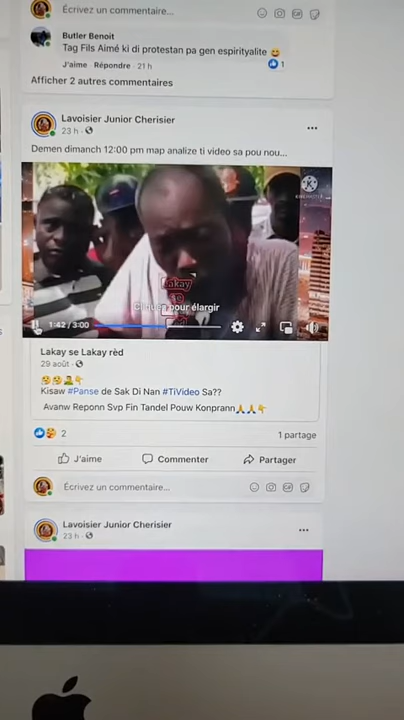 Écrivez un commentaire...
Butler Benoit
Tag Fils Aimé ki di protestan pa gen espirityalite 😄
J'aime Répondre · 21 h
1
Afficher 2 autres commentaires
Lavoisier Junior Cherisier
23 h ·
Demen dimanch 12:00 pm map analize ti video sa pou nou...
Lakay
pour élargir
1:42 / 3:00
Lakay se Lakay rèd
29 août ·
Kisaw #Panse de Sak Di Nan #TiVideo Sa??
Avanw Reponn Svp Fin Tandel Pouw Konprann🙏🙏👇
2
1 partage
J'aime
Commenter
Partager
Écrivez un commentaire...
Lavoisier Junior Cherisier
23 h ·